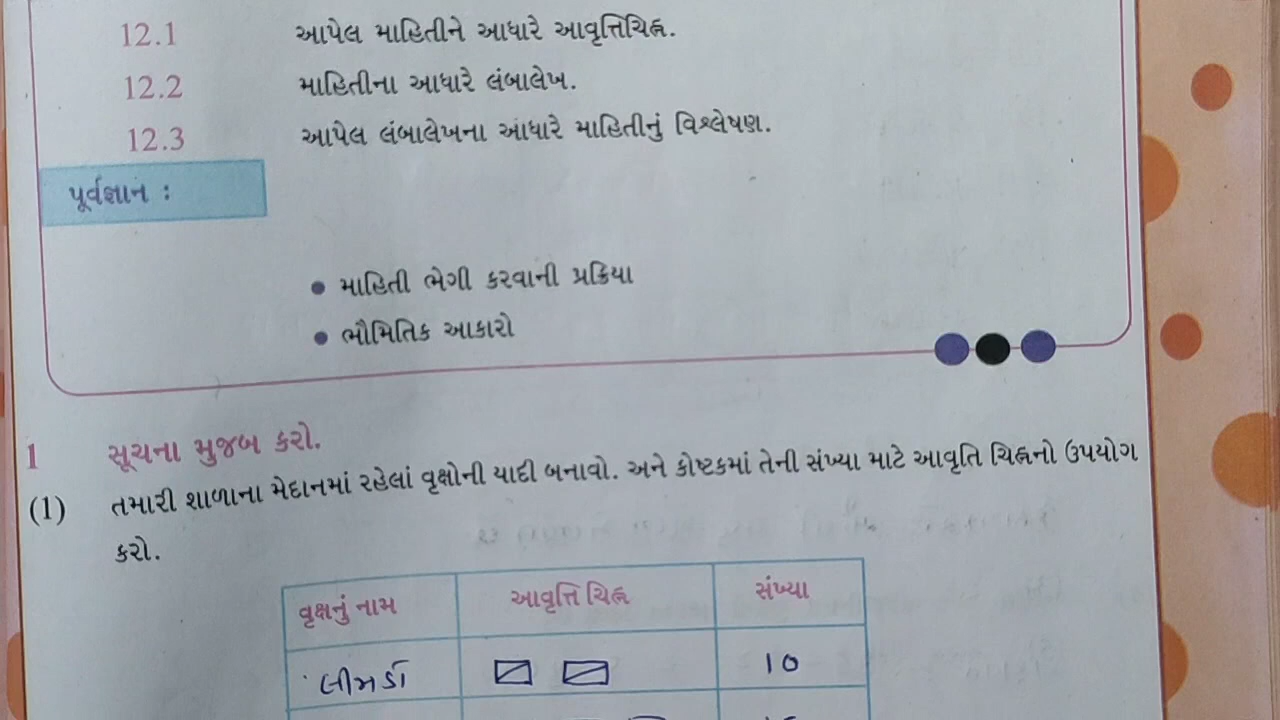 12.1 આપેલ માહિતીને આધારે આવૃત્તિચિહ્ન.
12.2 માહિતીના આધારે લંબાલેખ.
12.3 આપેલ લંબાલેખના આધારે માહિતીનું વિશ્લેષણ.
પૂર્વજ્ઞાન :
• માહિતી ભેગી કરવાની પ્રક્રિયા
• ભૌમિતિક આકારો
1 સૂચના મુજબ કરો.
(1) તમારી શાળાના મેદાનમાં રહેલાં વૃક્ષોની યાદી બનાવો. અને કોષ્ટકમાં તેની સંખ્યા માટે આવૃતિ ચિહ્નનો ઉપયોગ
કરો.
વૃક્ષનું નામ આવૃત્તિ ચિહ્ન સંખ્યા
લીમડો 10